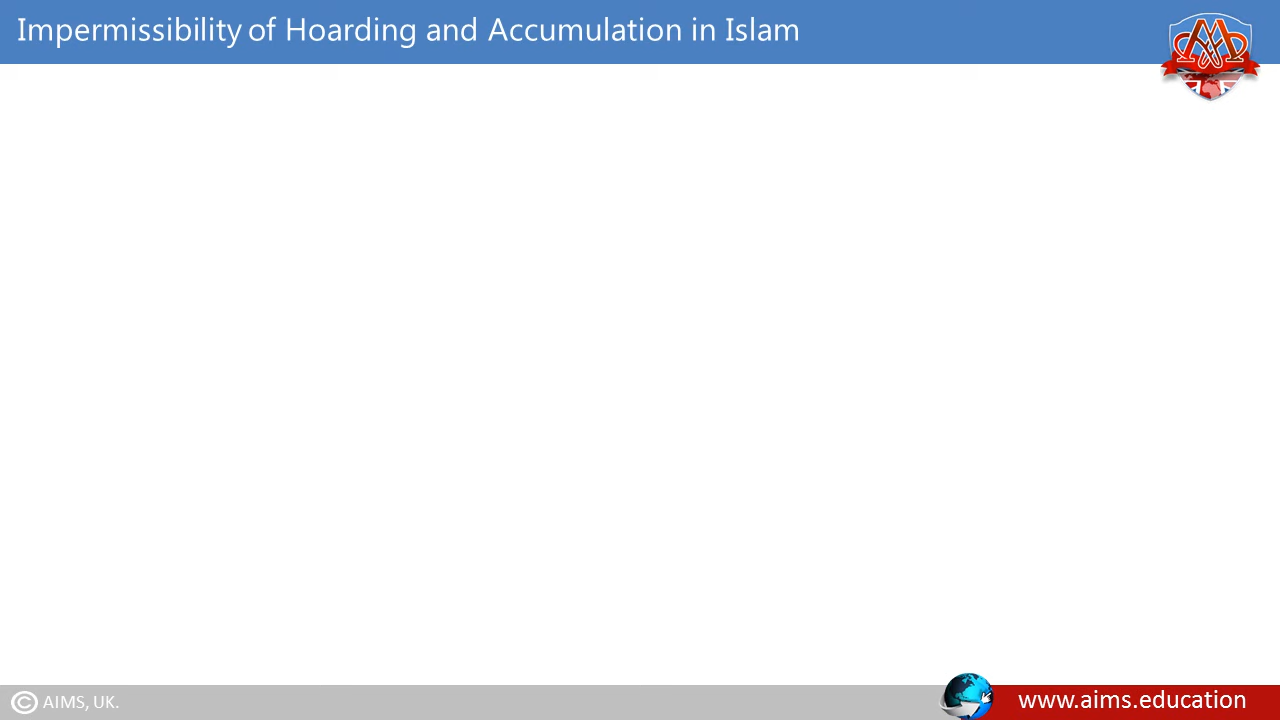 Impermissibility of Hoarding and Accumulation in Islam
© AIMS, UK.
www.aims.education